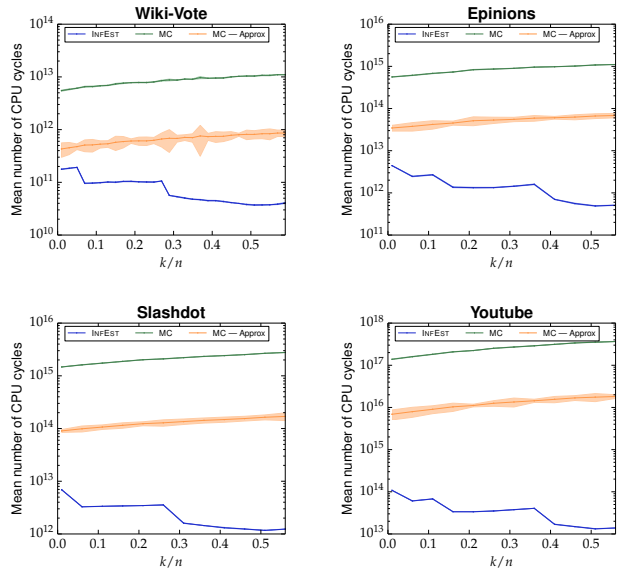 Wiki-Vote
10^14
10^13
10^12
10^11
10^10
Mean number of CPU cycles
INFEST MC MC — Approx
0.0 0.1 0.2 0.3 0.4 0.5
k/n
Epinions
10^16
10^15
10^14
10^13
10^12
10^11
Mean number of CPU cycles
INFEST MC MC — Approx
0.0 0.1 0.2 0.3 0.4 0.5
k/n
Slashdot
10^16
10^15
10^14
10^13
10^12
Mean number of CPU cycles
INFEST MC MC — Approx
0.0 0.1 0.2 0.3 0.4 0.5
k/n
Youtube
10^18
10^17
10^16
10^15
10^14
10^13
Mean number of CPU cycles
INFEST MC MC — Approx
0.0 0.1 0.2 0.3 0.4 0.5
k/n